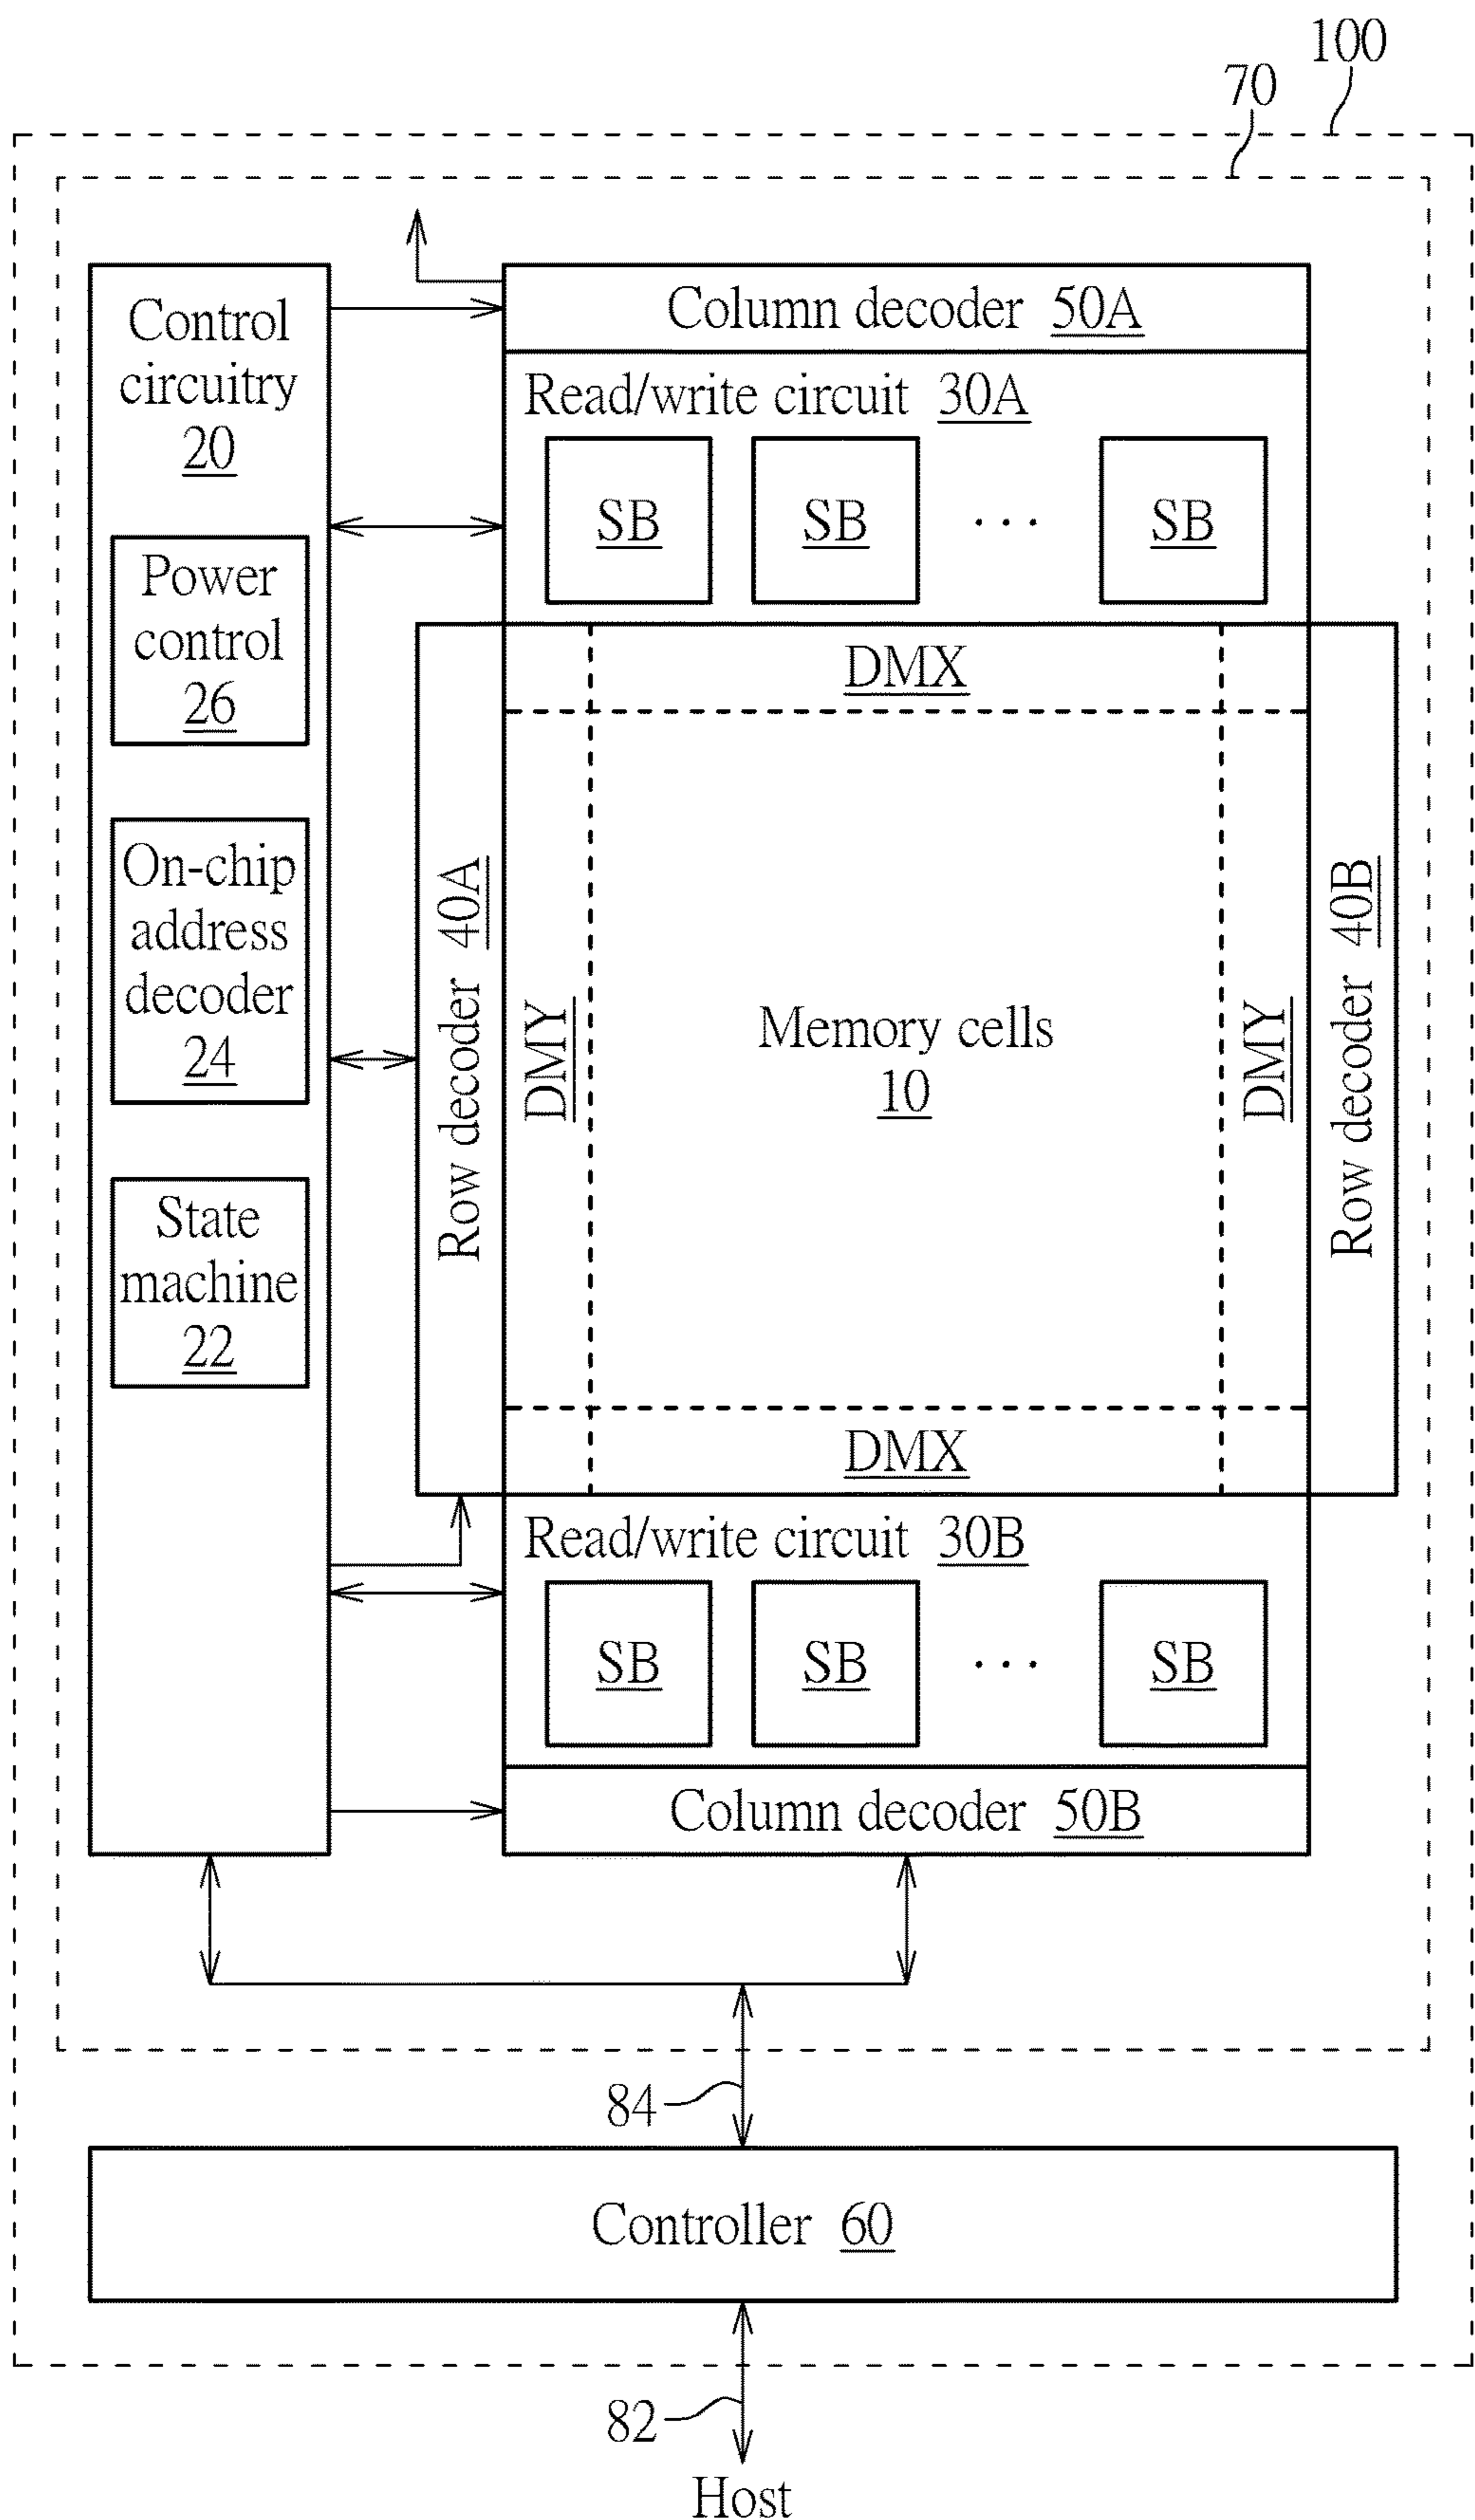 100
70
Control
circuitry
20
Power
control
26
On-chip
address
decoder
24
State
machine
22
Column decoder 50A
Read/write circuit 30A
SB SB ... SB
DMX
Row decoder 40A
DMY
Memory cells
10
DMY
Row decoder 40B
DMX
Read/write circuit 30B
SB SB ... SB
Column decoder 50B
84
Controller 60
82
Host